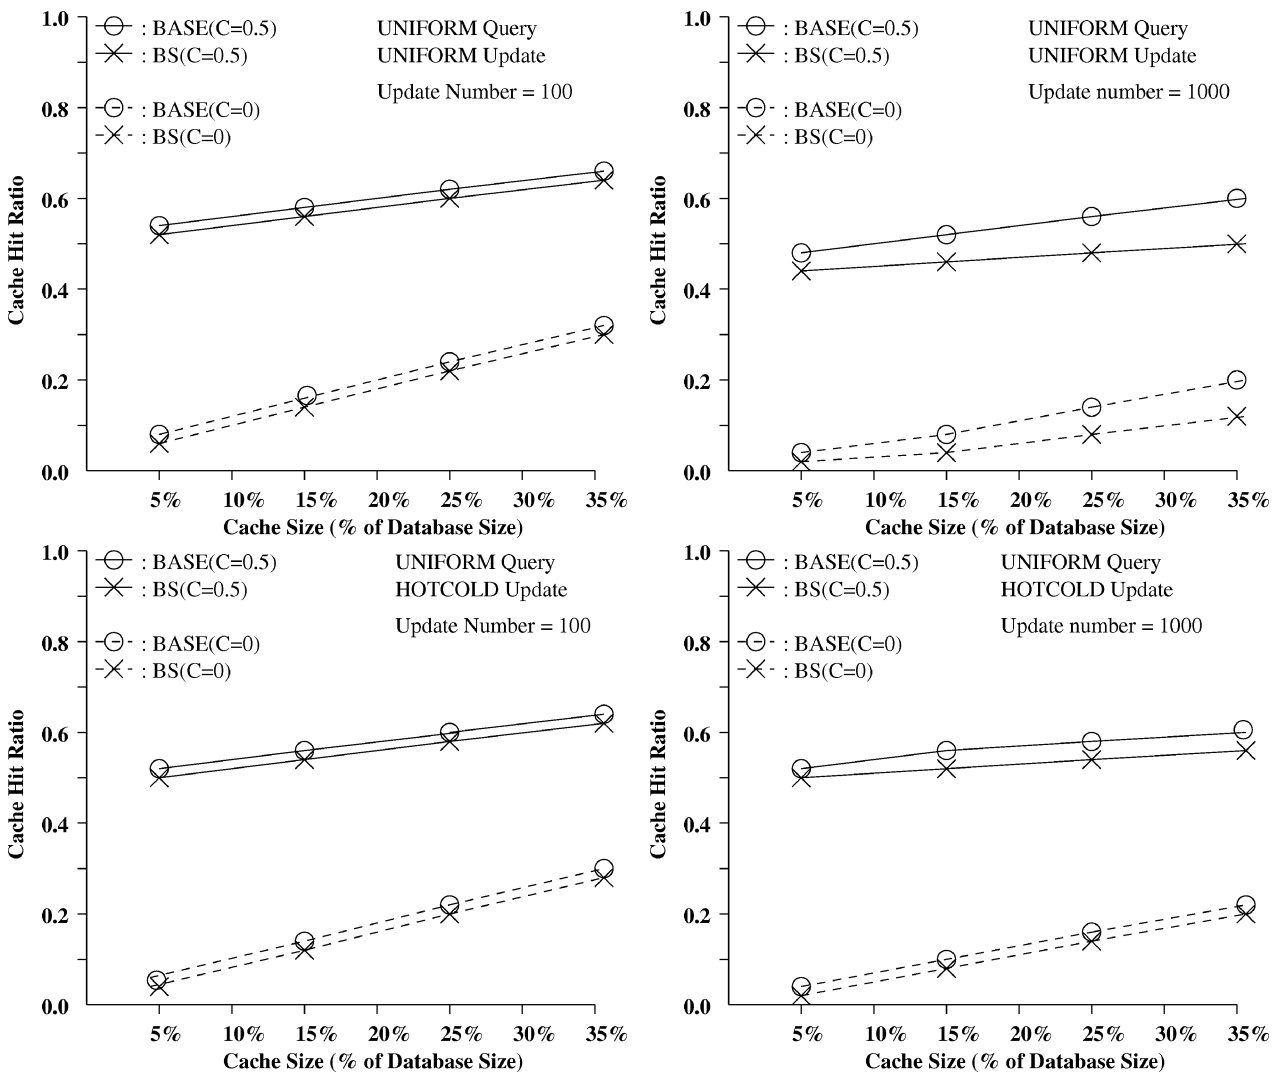 1.0
: BASE(C=0.5)
UNIFORM Query
: BS(C=0.5)
UNIFORM Update
Update Number = 100
0.8
: BASE(C=0)
: BS(C=0)
0.6
0.4
0.2
0.0
Cache Hit Ratio
5% 10% 15% 20% 25% 30% 35%
Cache Size (% of Database Size)
1.0
: BASE(C=0.5)
UNIFORM Query
: BS(C=0.5)
UNIFORM Update
Update number = 1000
0.8
: BASE(C=0)
: BS(C=0)
0.6
0.4
0.2
0.0
Cache Hit Ratio
5% 10% 15% 20% 25% 30% 35%
Cache Size (% of Database Size)
1.0
: BASE(C=0.5)
UNIFORM Query
: BS(C=0.5)
HOTCOLD Update
Update Number = 100
0.8
: BASE(C=0)
: BS(C=0)
0.6
0.4
0.2
0.0
Cache Hit Ratio
5% 10% 15% 20% 25% 30% 35%
Cache Size (% of Database Size)
1.0
: BASE(C=0.5)
UNIFORM Query
: BS(C=0.5)
HOTCOLD Update
Update number = 1000
0.8
: BASE(C=0)
: BS(C=0)
0.6
0.4
0.2
0.0
Cache Hit Ratio
5% 10% 15% 20% 25% 30% 35%
Cache Size (% of Database Size)